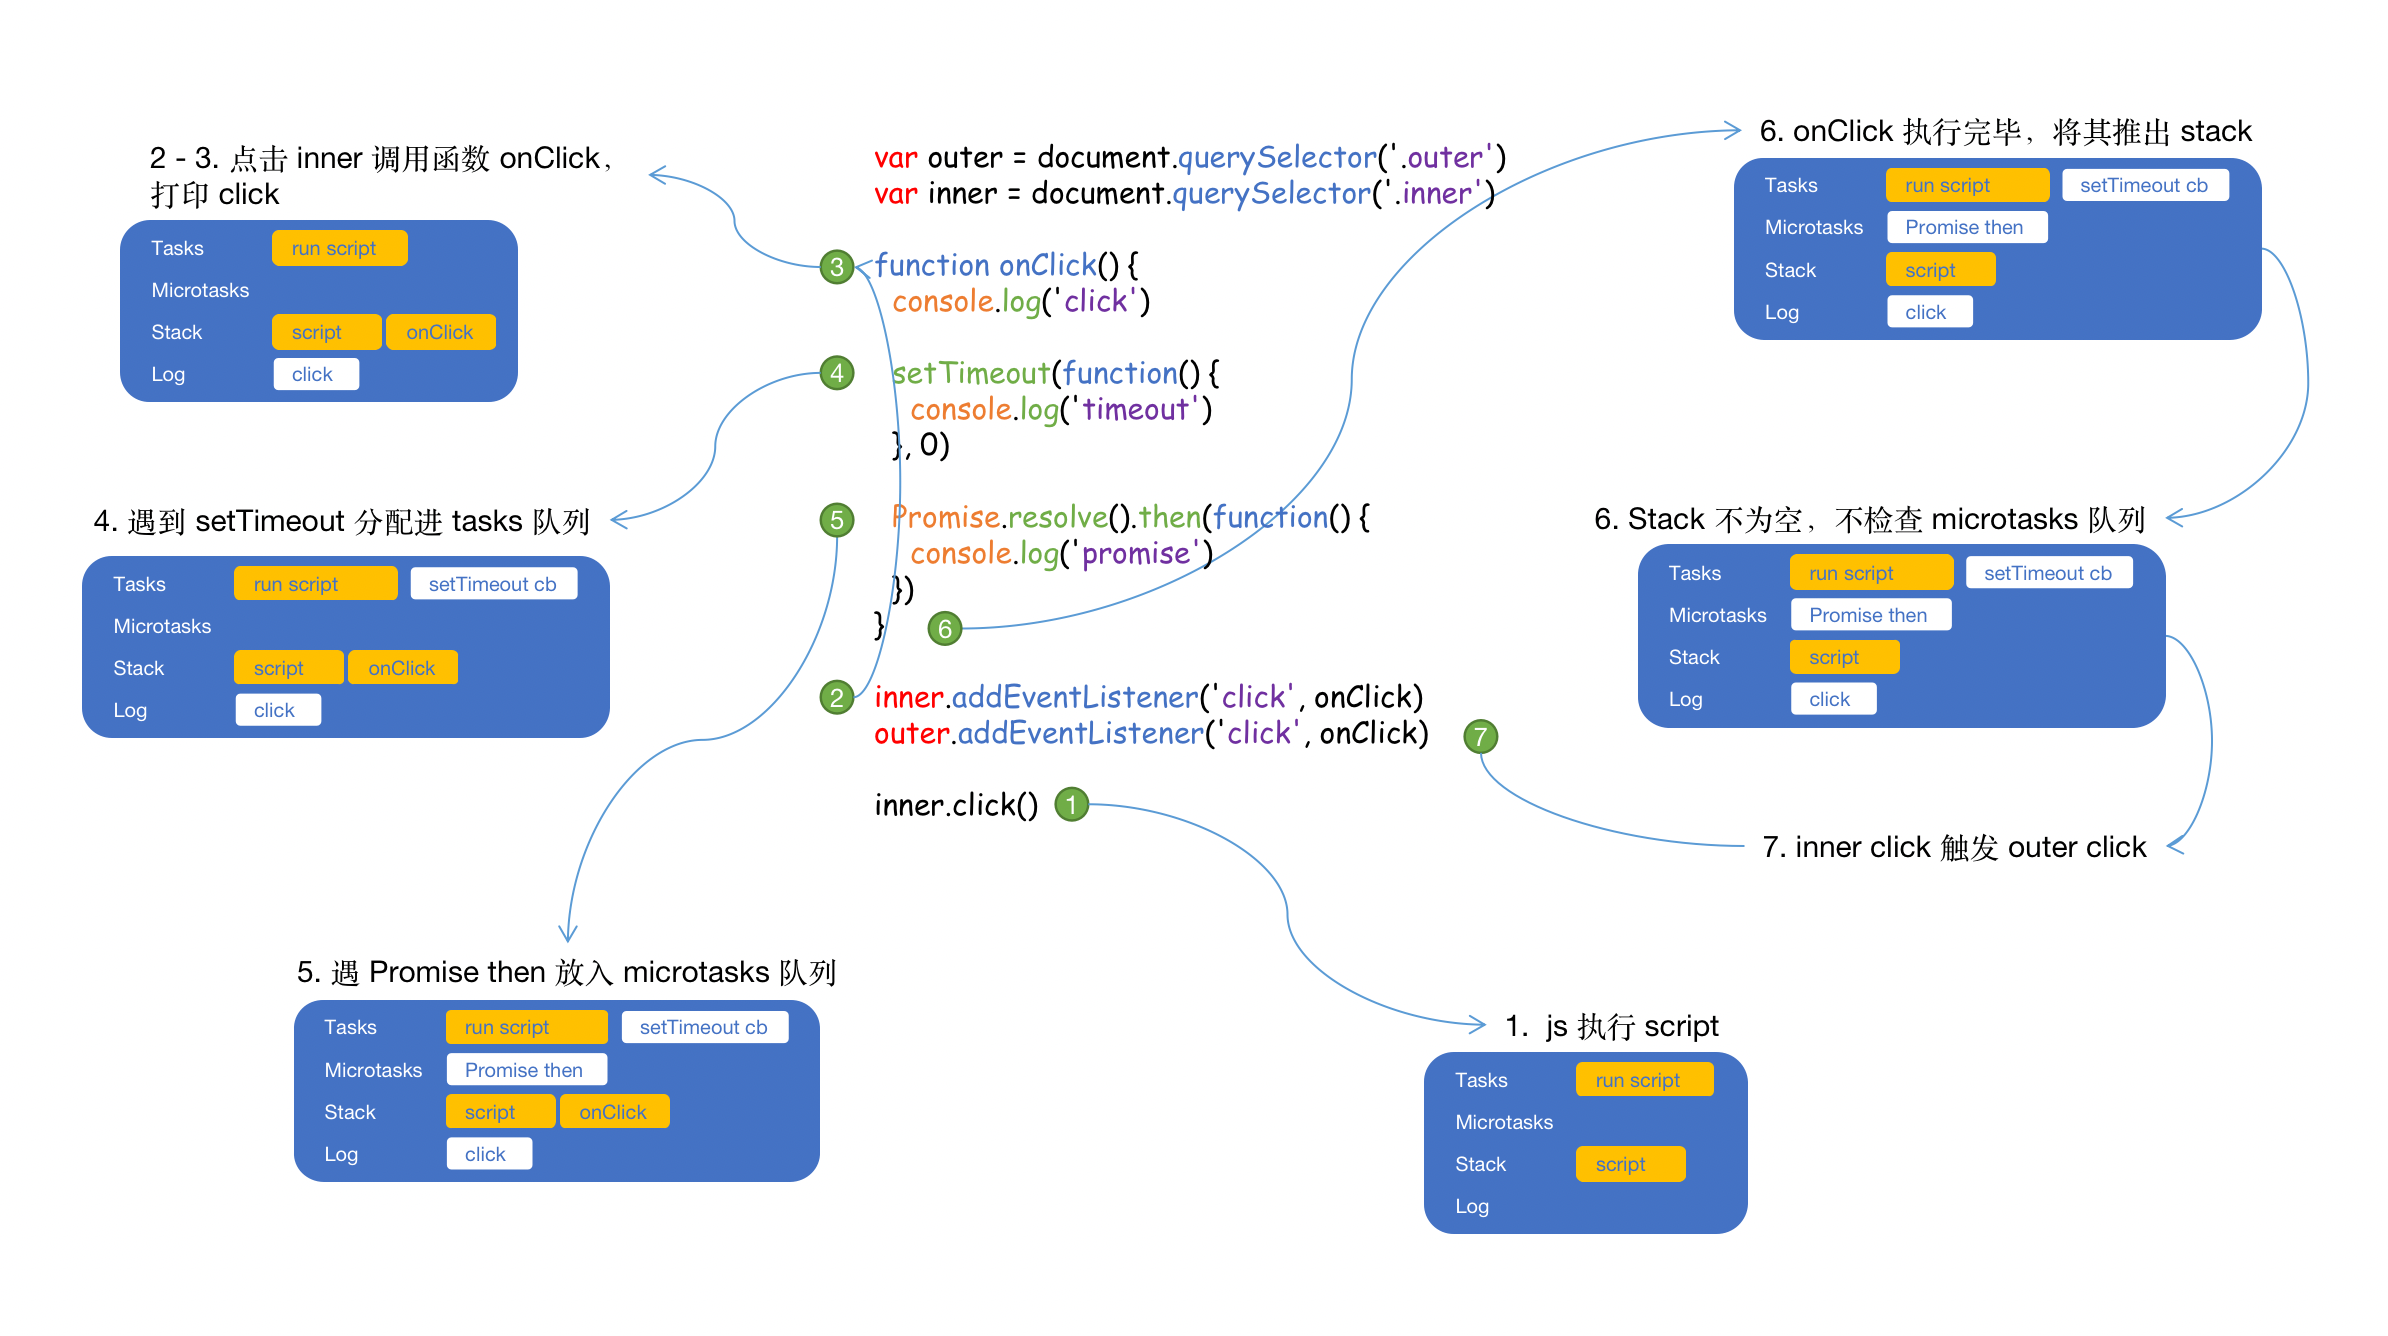 2 - 3. 点击 inner 调用函数 onClick，
打印 click
Tasks run script
Microtasks
Stack script onClick
Log click
4. 遇到 setTimeout 分配进 tasks 队列
Tasks run script setTimeout cb
Microtasks
Stack script onClick
Log click
5. 遇 Promise then 放入 microtasks 队列
Tasks run script setTimeout cb
Microtasks Promise then
Stack script onClick
Log click
var outer = document.querySelector('.outer')
var inner = document.querySelector('.inner')
3 function onClick() {
console.log('click')
4 setTimeout(function() {
console.log('timeout')
}, 0)
5 Promise.resolve().then(function() {
console.log('promise')
})
} 6
2 inner.addEventListener('click', onClick)
outer.addEventListener('click', onClick) 7
inner.click() 1
6. onClick 执行完毕，将其推出 stack
Tasks run script setTimeout cb
Microtasks Promise then
Stack script
Log click
6. Stack 不为空，不检查 microtasks 队列
Tasks run script setTimeout cb
Microtasks Promise then
Stack script
Log click
7. inner click 触发 outer click
1. js 执行 script
Tasks run script
Microtasks
Stack script
Log